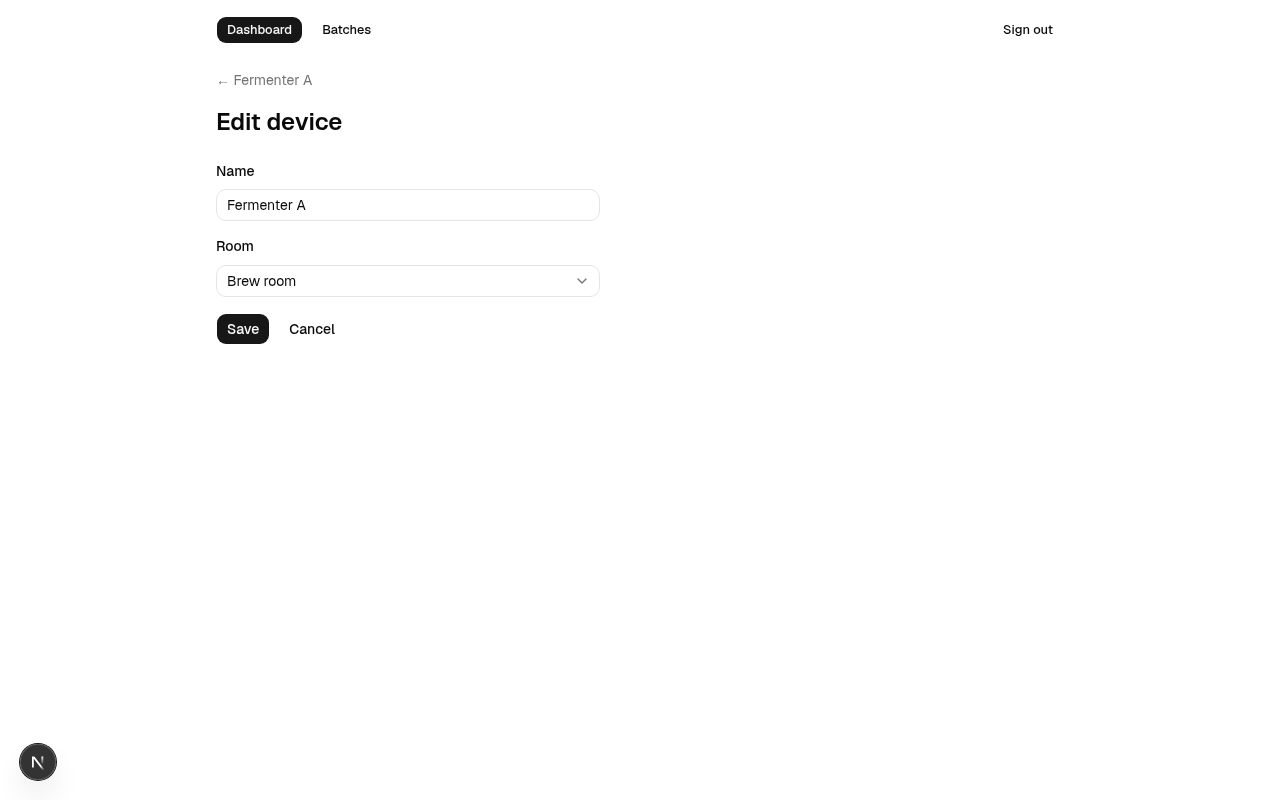 Dashboard Batches Sign out
← Fermenter A
Edit device
Name
Fermenter A
Room
Brew room
Save Cancel
N